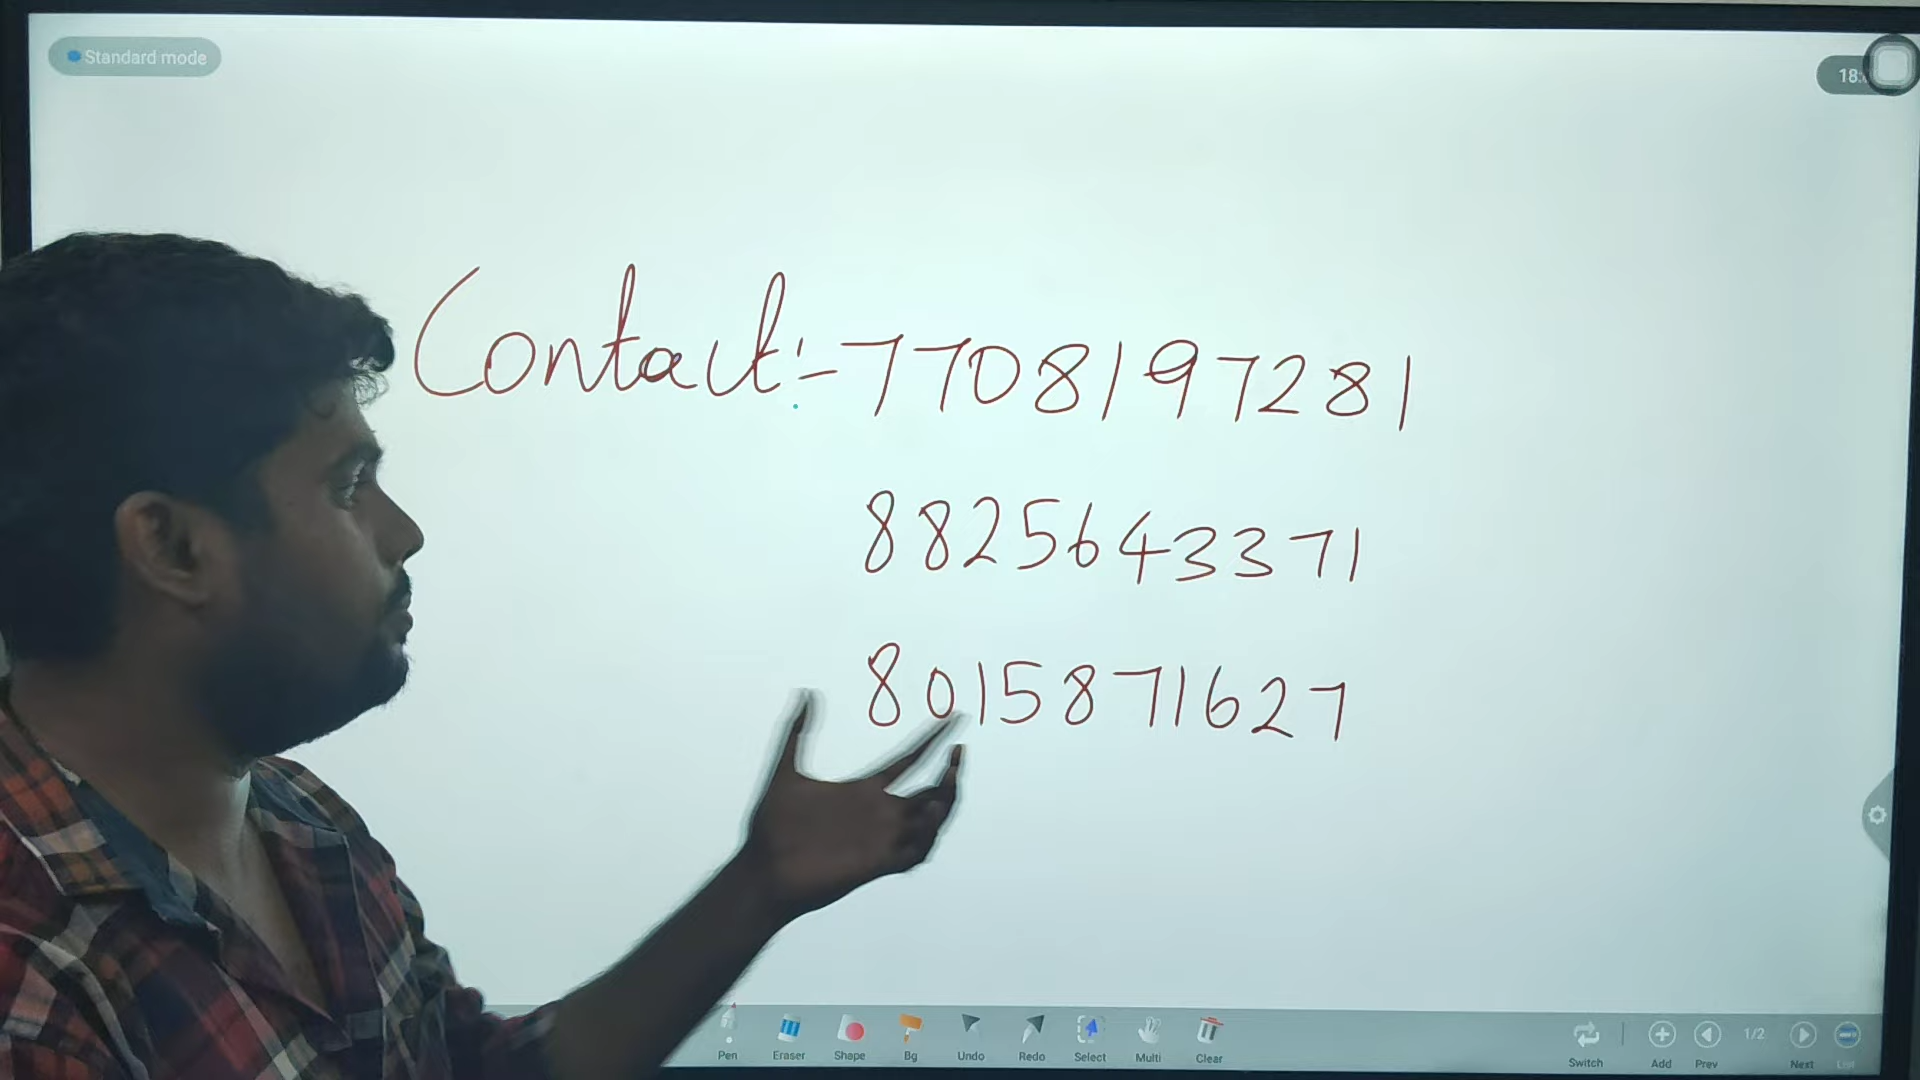 Standard mode
18:
Contact:- 7708197281
8825643371
8015871627
Pen Eraser Shape Bg Undo Redo Select Multi Clear Switch Add Prev 1/2 Next